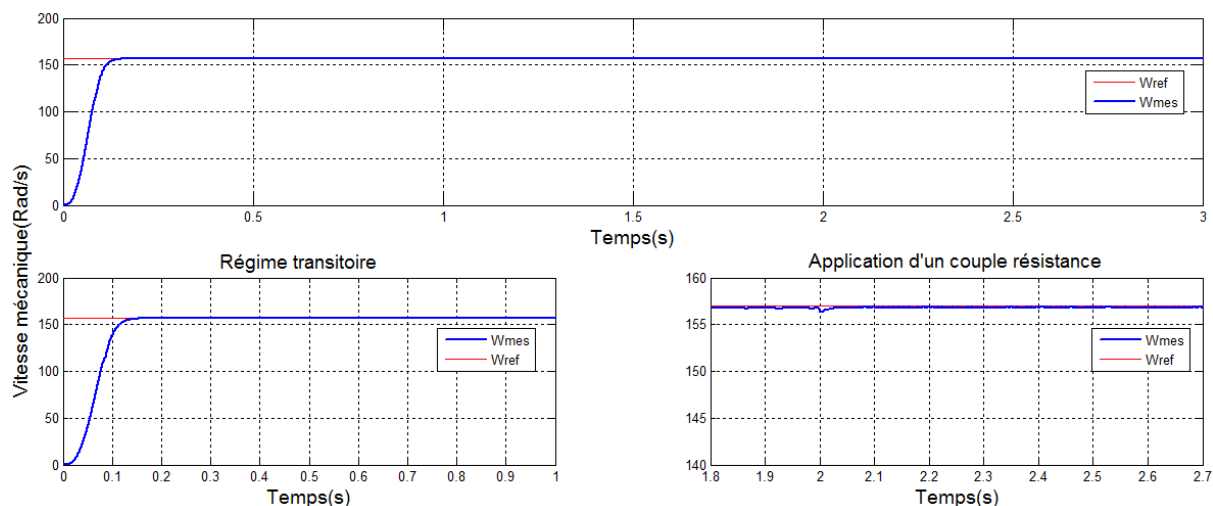 Vitesse mécanique(Rad/s)
200
150
100
50
0
Wref
Wmes
0 0.5 1 1.5 2 2.5 3
Temps(s)
Régime transitoire
200
150
100
50
0
Wmes
Wref
0 0.1 0.2 0.3 0.4 0.5 0.6 0.7 0.8 0.9 1
Temps(s)
Application d'un couple résistance
160
155
150
145
140
Wmes
Wref
1.8 1.9 2 2.1 2.2 2.3 2.4 2.5 2.6 2.7
Temps(s)